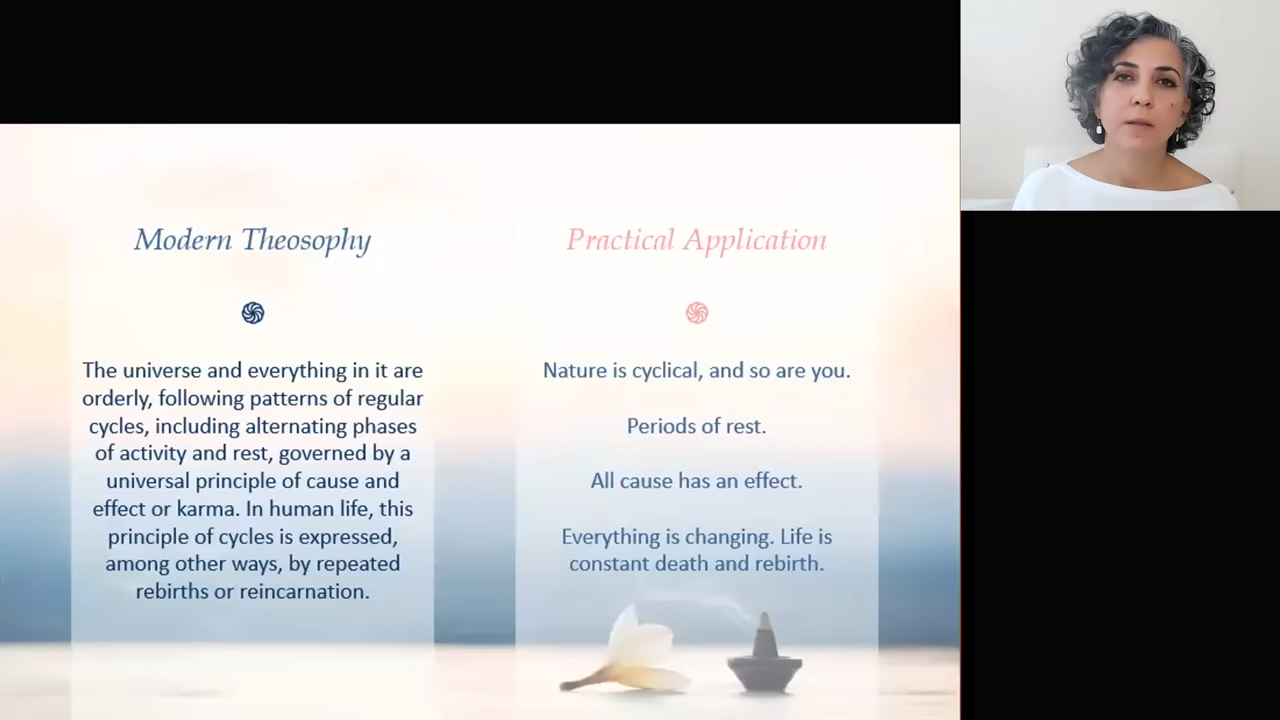 Modern Theosophy
The universe and everything in it are
orderly, following patterns of regular
cycles, including alternating phases
of activity and rest, governed by a
universal principle of cause and
effect or karma. In human life, this
principle of cycles is expressed,
among other ways, by repeated
rebirths or reincarnation.
Practical Application
Nature is cyclical, and so are you.
Periods of rest.
All cause has an effect.
Everything is changing. Life is
constant death and rebirth.